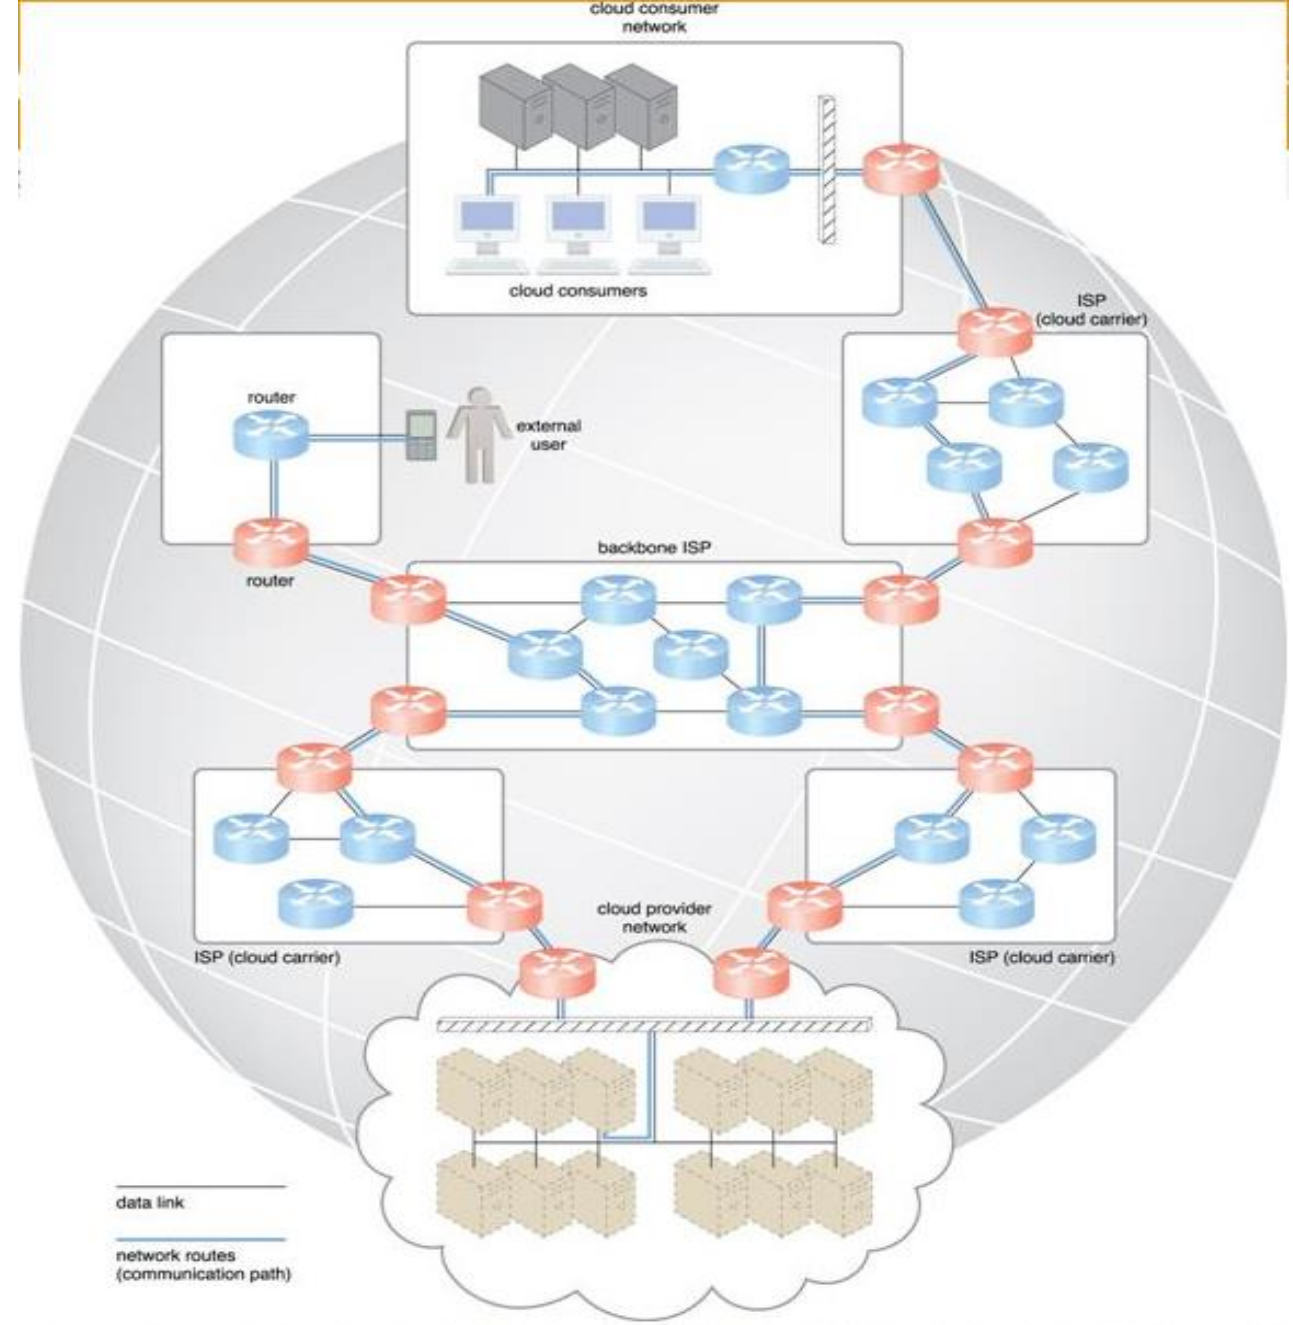 cloud consumer
network
cloud consumers
ISP
(cloud carrier)
router
external
user
router
backbone ISP
cloud provider
network
ISP (cloud carrier)
ISP (cloud carrier)
data link
network routes
(communication path)